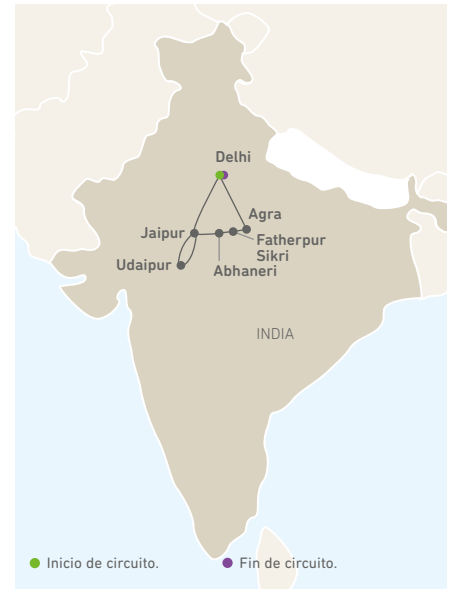 Delhi
Agra
Jaipur
Fatherpur
Sikri
Udaipur
Abhaneri
INDIA
Inicio de circuito.
Fin de circuito.